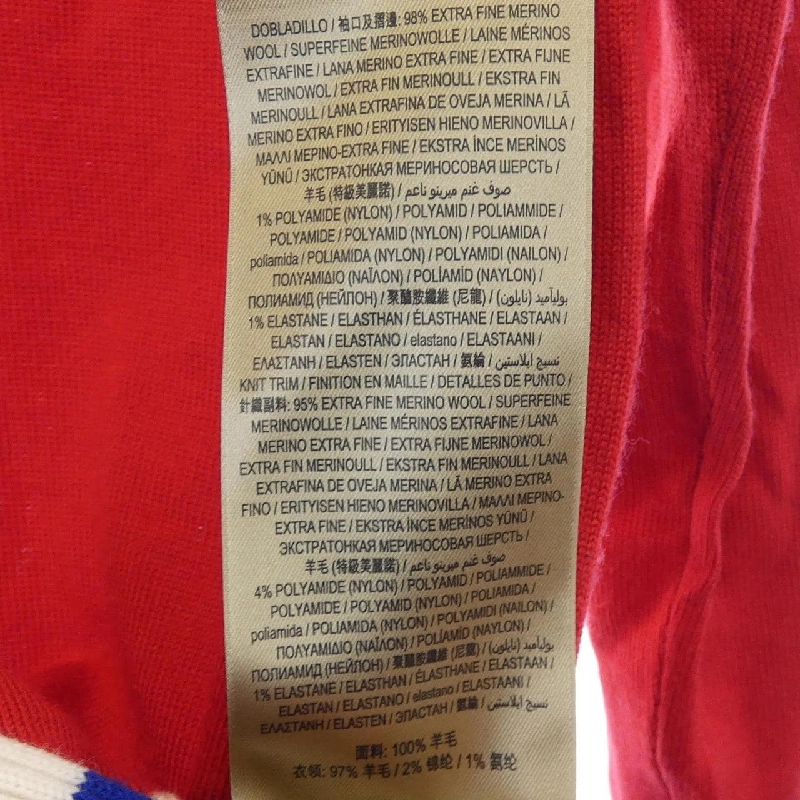 DOBLADILLO / 袖口及摺邊: 98% EXTRA FINE MERINO
WOOL / SUPERFEINE MERINOWOLLE / LAINE MÉRINOS
EXTRAFINE / LANA MERINO EXTRA FINE / EXTRA FIJNE
MERINOWOL / EXTRA FIN MERINOULL / EKSTRA FIN
MERINOULL / LANA EXTRAFINA DE OVEJA MERINA / LÃ
MERINO EXTRA FINO / ERITYISEN HIENO MERINOVILLA /
ΜΑΛΛΙ ΜΕΡΙΝΟ-EXTRA FINE / EKSTRA İNCE MERİNOS
YÜNÜ / ЭКСТРАТОНКАЯ МЕРИНОСОВАЯ ШЕРСТЬ /
羊毛 (特級美麗諾) / صوف غنم ميرينو ناعم /
1% POLYAMIDE (NYLON) / POLYAMID / POLIAMMIDE /
POLYAMIDE / POLYAMID (NYLON) / POLYAMID /
poliamida / POLIAMIDA (NYLON) / POLYAMIDI (NAILON) /
ΠΟΛΥΑΜΙΔΙΟ (ΝΑΪΛΟΝ) / POLİAMİD (NAYLON) /
ПОЛИАМИД (НЕЙЛОН) / 聚醯胺纖維 (尼龍) / بوليأميد (نايلون) /
1% ELASTANE / ELASTHAN / ÉLASTHANE / ELASTAAN /
ELASTAN / ELASTANO / elastano / ELASTAANI /
ΕΛΑΣΤΑΝΗ / ELASTEN / ЭЛАСТАН / 氨綸 / نسيج ايلاستين
KNIT TRIM / FINITION EN MAILLE / DETALLES DE PUNTO /
針織副料: 95% EXTRA FINE MERINO WOOL / SUPERFEINE
MERINOWOLLE / LAINE MÉRINOS EXTRAFINE / LANA
MERINO EXTRA FINE / EXTRA FIJNE MERINOWOL /
EXTRA FIN MERINOULL / EKSTRA FIN MERINOULL / LANA
EXTRAFINA DE OVEJA MERINA / LÃ MERINO EXTRA
FINO / ERITYISEN HIENO MERINOVILLA / ΜΑΛΛΙ ΜΕΡΙΝΟ-
EXTRA FINE / EKSTRA İNCE MERİNOS YÜNÜ /
ЭКСТРАТОНКАЯ МЕРИНОСОВАЯ ШЕРСТЬ /
羊毛 (特級美麗諾) / صوف غنم ميرينو ناعم /
4% POLYAMIDE (NYLON) / POLYAMID / POLIAMMIDE /
POLYAMIDE / POLYAMID (NYLON) / POLYAMID /
poliamida / POLIAMIDA (NYLON) / POLYAMIDI (NAILON) /
ΠΟΛΥΑΜΙΔΙΟ (ΝΑΪΛΟΝ) / POLİAMİD (NAYLON) /
ПОЛИАМИД (НЕЙЛОН) / 聚醯胺纖維 (尼龍) / بوليأميد (نايلون) /
1% ELASTANE / ELASTHAN / ÉLASTHANE / ELASTAAN /
ELASTAN / ELASTANO / elastano / ELASTAANI /
ΕΛΑΣΤΑΝΗ / ELASTEN / ЭЛАСТАН / 氨綸 / نسيج ايلاستين
面料: 100% 羊毛
衣领: 97% 羊毛 / 2% 锦纶 / 1% 氨纶